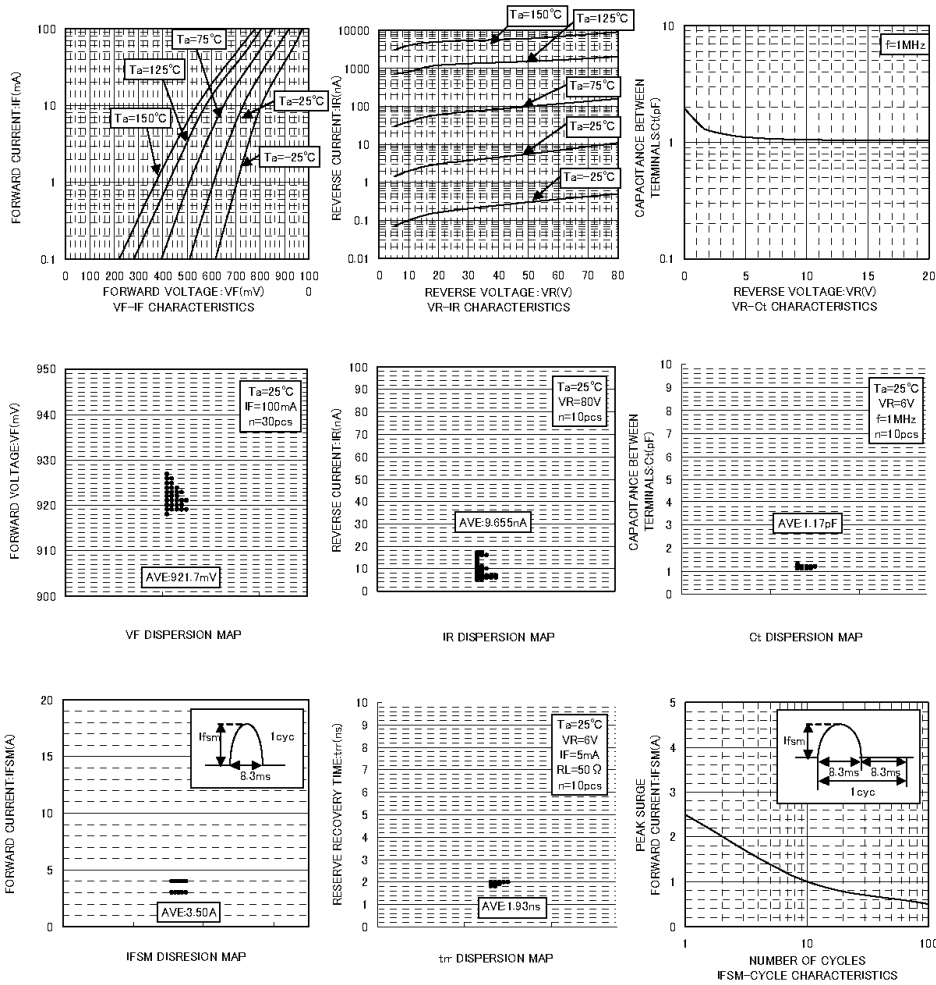 FORWARD CURRENT:IF(mA)
100
10
1
0.1
Ta=75℃
Ta=125℃
Ta=150℃
Ta=25℃
Ta=-25℃
0 100 200 300 400 500 600 700 800 900 100
0
FORWARD VOLTAGE:VF(mV)
VF-IF CHARACTERISTICS
REVERSE CURRENT:IR(nA)
10000
1000
100
10
1
0.1
0.01
Ta=150℃
Ta=125℃
Ta=75℃
Ta=25℃
Ta=-25℃
0 10 20 30 40 50 60 70 80
REVERSE VOLTAGE:VR(V)
VR-IR CHARACTERISTICS
CAPACITANCE BETWEEN
TERMINALS:Ct(pF)
10
1
0.1
f=1MHz
0 5 10 15 20
REVERSE VOLTAGE:VR(V)
VR-Ct CHARACTERISTICS
FORWARD VOLTAGE:VF(mV)
950
940
930
920
910
900
Ta=25℃
IF=100mA
n=30pcs
AVE:921.7mV
VF DISPERSION MAP
REVERSE CURRENT:IR(nA)
100
90
80
70
60
50
40
30
20
10
0
Ta=25℃
VR=80V
n=10pcs
AVE:9.655nA
IR DISPERSION MAP
CAPACITANCE BETWEEN
TERMINALS:Ct(pF)
10
9
8
7
6
5
4
3
2
1
0
Ta=25℃
VR=6V
f=1MHz
n=10pcs
AVE:1.17pF
Ct DISPERSION MAP
FORWARD CURRENT:IFSM(A)
20
15
10
5
0
Ifsm
1cyc
8.3ms
AVE:3.50A
IFSM DISRESION MAP
RESERVE RECOVERY TIME:trr(ns)
10
9
8
7
6
5
4
3
2
1
0
Ta=25℃
VR=6V
IF=5mA
RL=50Ω
n=10pcs
AVE:1.93ns
trr DISPERSION MAP
PEAK SURGE
FORWARD CURRENT:IFSM(A)
5
4
3
2
1
0
Ifsm
8.3ms 8.3ms
1cyc
1 10 100
NUMBER OF CYCLES
IFSM-CYCLE CHARACTERISTICS